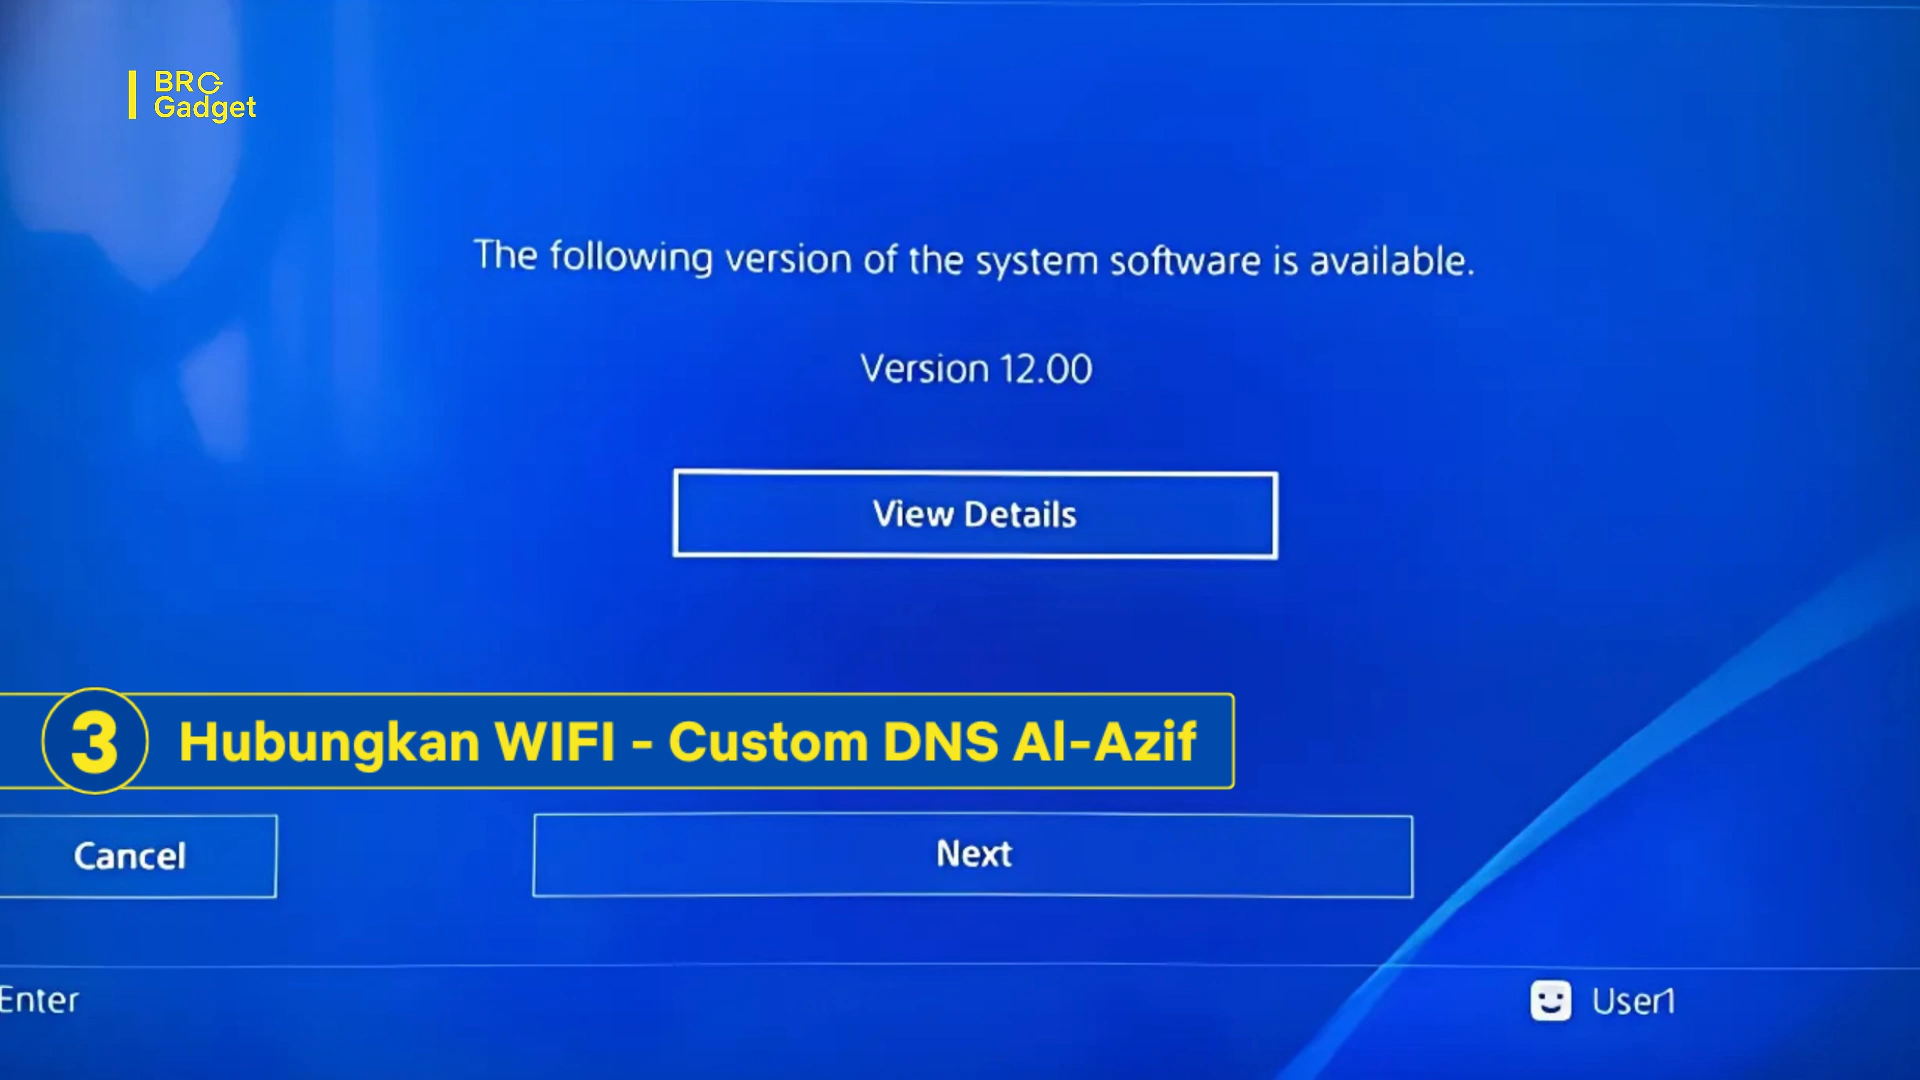 BRO
Gadget
The following version of the system software is available.
Version 12.00
View Details
3 Hubungkan WIFI - Custom DNS Al-Azif
Cancel
Next
Enter
User1